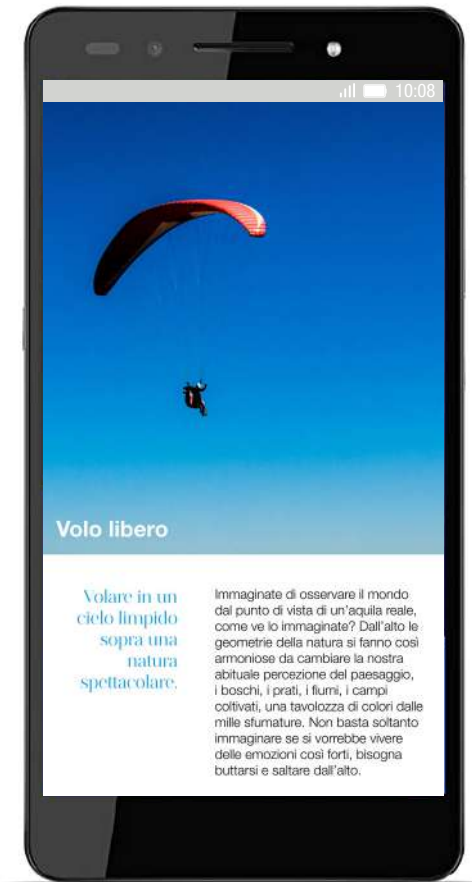 10:08
Volo libero
Volare in un
cielo limpido
sopra una
natura
spettacolare.
Immaginate di osservare il mondo
dal punto di vista di un'aquila reale,
come ve lo immaginate? Dall'alto le
geometrie della natura si fanno così
armoniose da cambiare la nostra
abituale percezione del paesaggio,
i boschi, i prati, i fiumi, i campi
coltivati, una tavolozza di colori dalle
mille sfumature. Non basta soltanto
immaginare se si vorrebbe vivere
delle emozioni così forti, bisogna
buttarsi e saltare dall'alto.